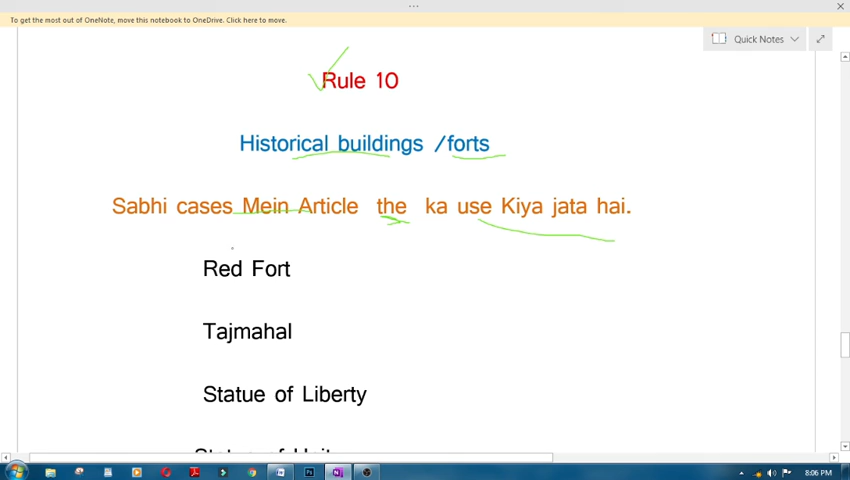 ...
To get the most out of OneNote, move this notebook to OneDrive. Click here to move.
Quick Notes
Rule 10
Historical buildings /forts
Sabhi cases Mein Article the ka use Kiya jata hai.
Red Fort
Tajmahal
Statue of Liberty
8:06 PM